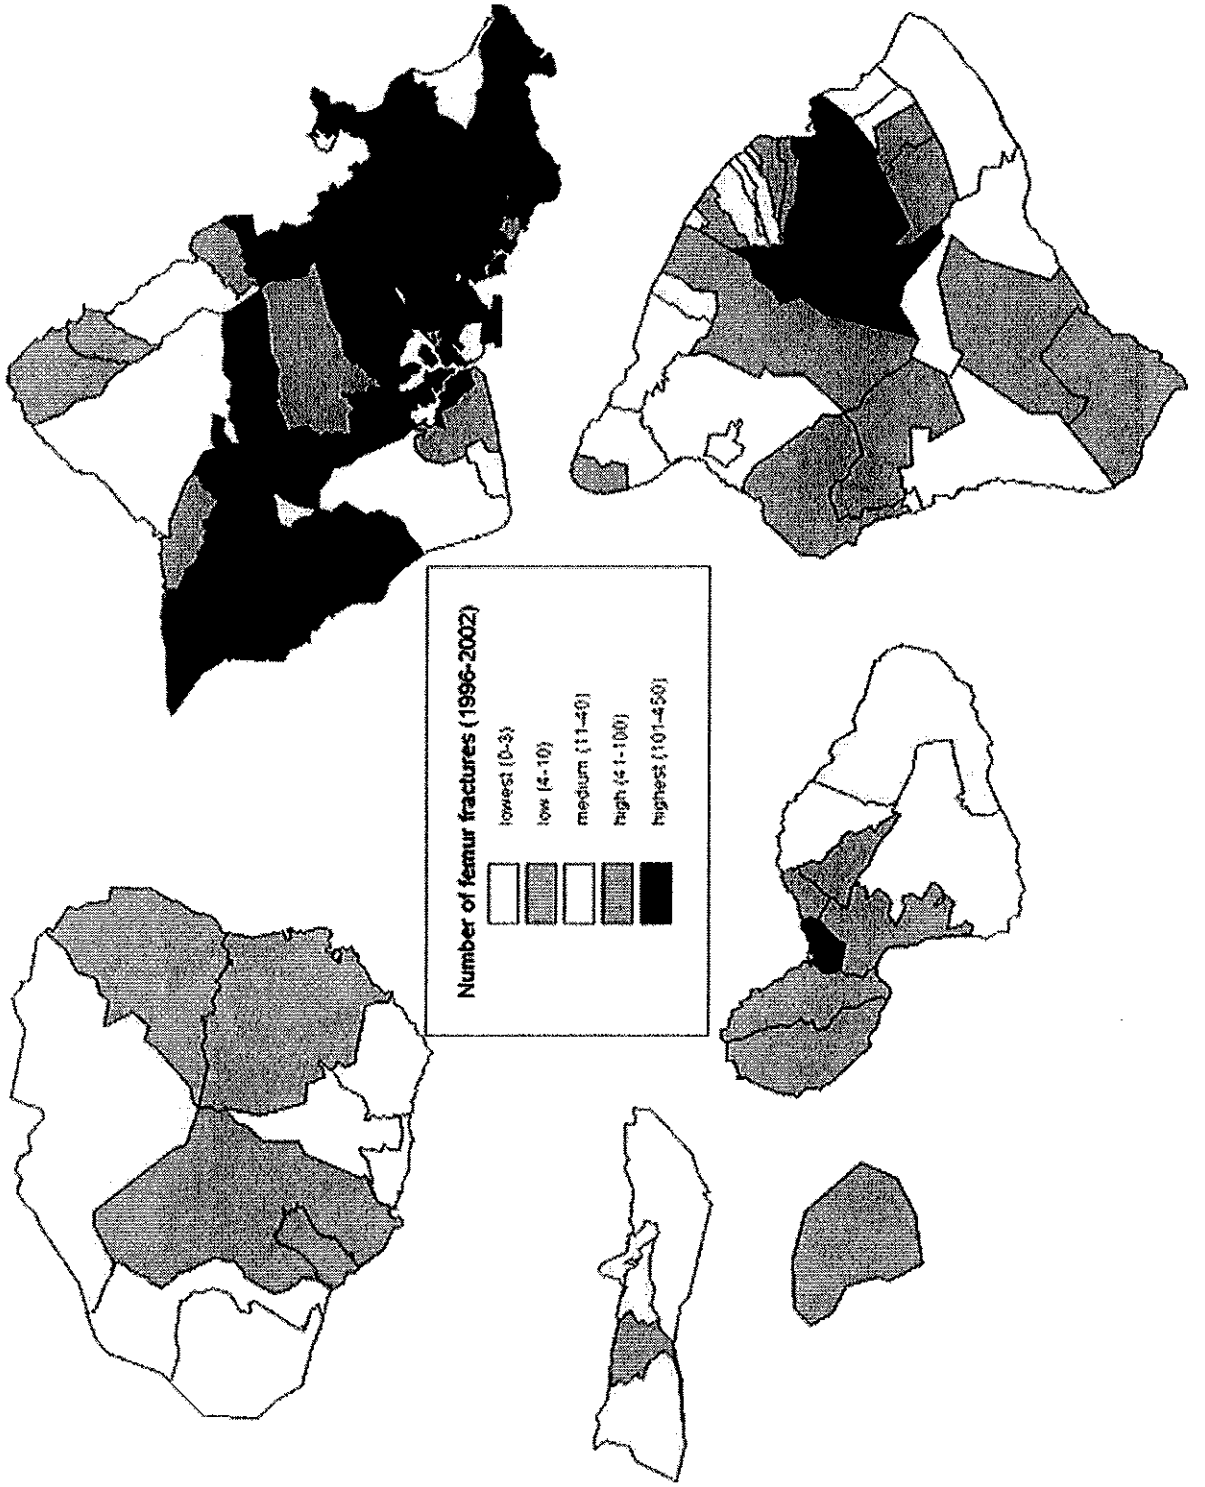 Number of femur fractures (1996-2002)
lowest (0-3)
low (4-10)
medium (11-40)
high (41-100)
highest (101-450)